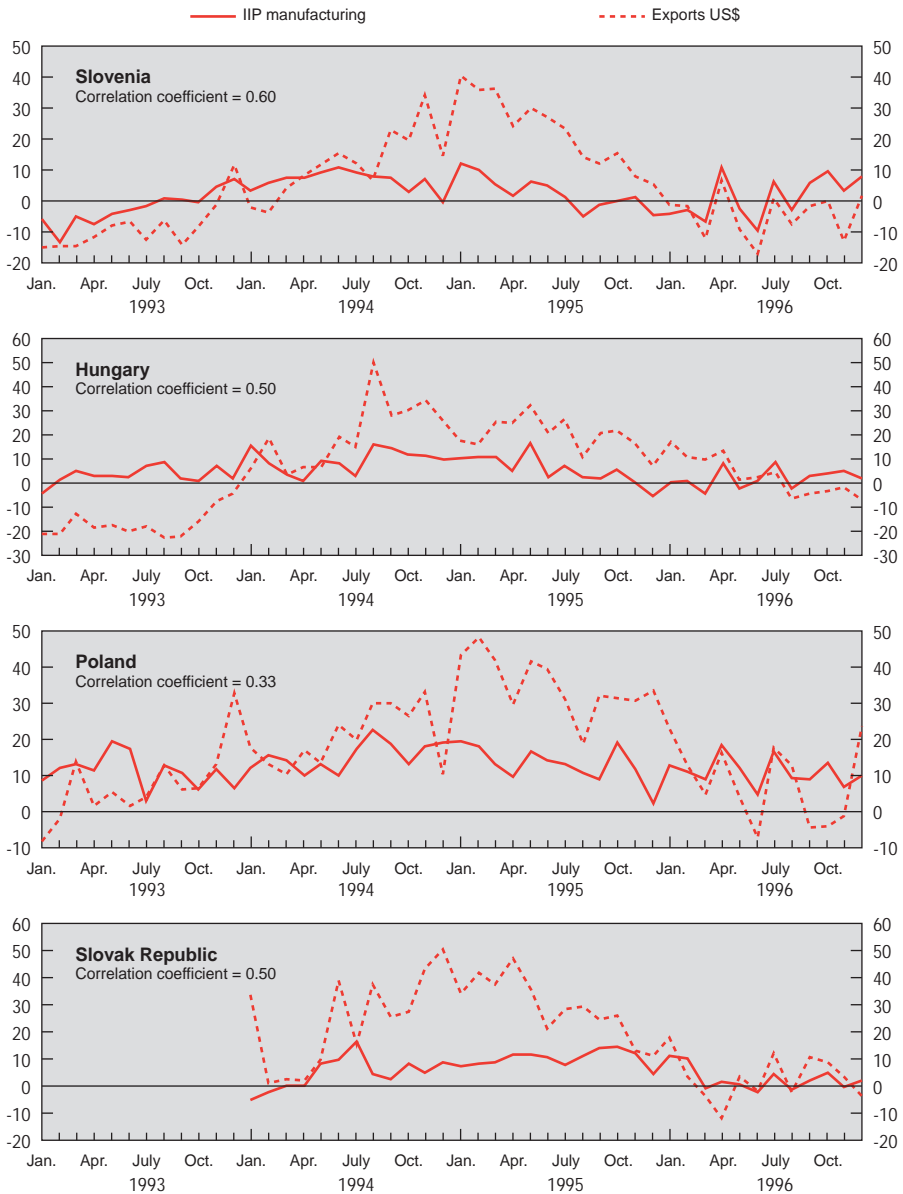 IIP manufacturing Exports US$
50 50
Slovenia
40 40
Correlation coefficient = 0.60
30 30
20 20
10 10
0 0
-10 -10
-20 -20
Jan. Apr. July Oct. Jan. Apr. July Oct. Jan. Apr. July Oct. Jan. Apr. July Oct.
1993 1994 1995 1996
60 60
50 50
Hungary
Correlation coefficient = 0.50
40 40
30 30
20 20
10 10
0 0
-10 -10
-20 -20
-30 -30
Jan. Apr. July Oct. Jan. Apr. July Oct. Jan. Apr. July Oct. Jan. Apr. July Oct.
1993 1994 1995 1996
50 50
Poland
40 40
Correlation coefficient = 0.33
30 30
20 20
10 10
0 0
-10 -10
Jan. Apr. July Oct. Jan. Apr. July Oct. Jan. Apr. July Oct. Jan. Apr. July Oct.
1993 1994 1995 1996
60 60
50 50
Slovak Republic
Correlation coefficient = 0.50
40 40
30 30
20 20
10 10
0 0
-10 -10
-20 -20
Jan. Apr. July Oct. Jan. Apr. July Oct. Jan. Apr. July Oct. Jan. Apr. July Oct.
1993 1994 1995 1996